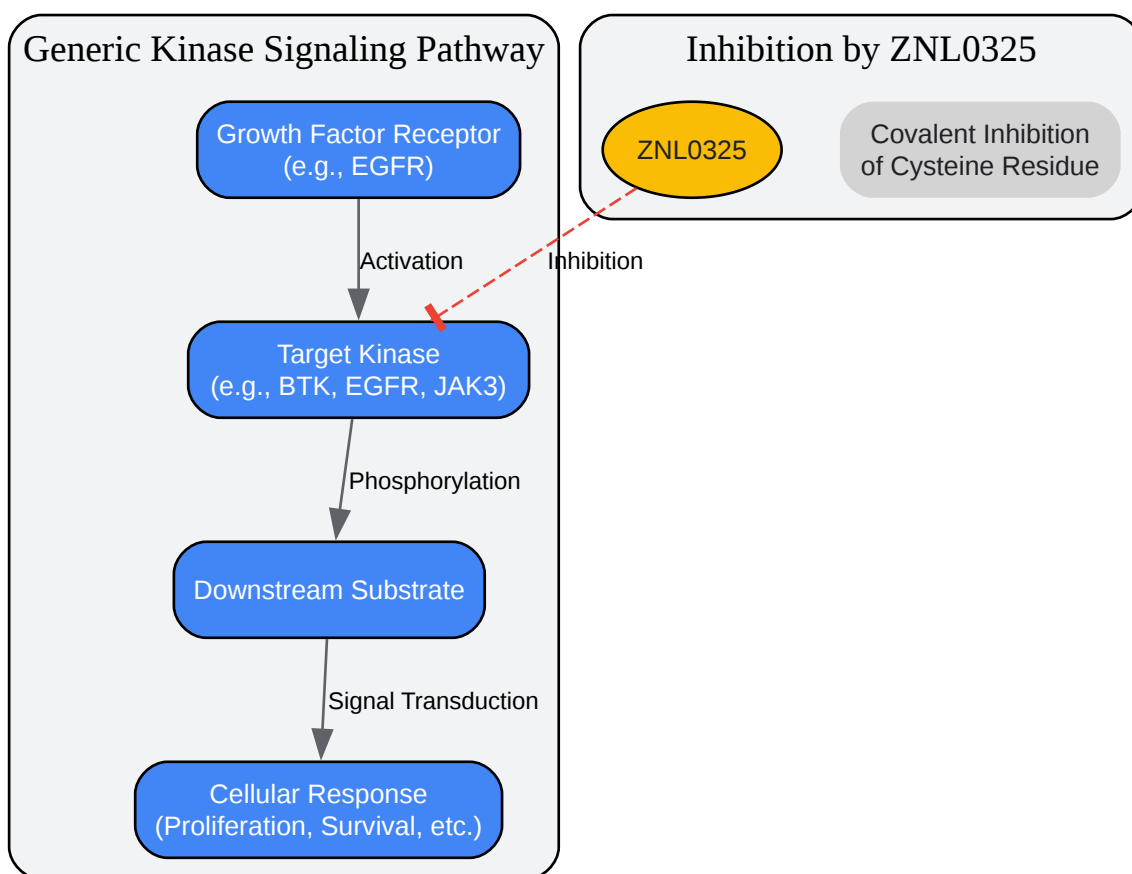 Generic Kinase Signaling Pathway
Growth Factor Receptor
(e.g., EGFR)
Activation
Target Kinase
(e.g., BTK, EGFR, JAK3)
Phosphorylation
Downstream Substrate
Signal Transduction
Cellular Response
(Proliferation, Survival, etc.)
Inhibition by ZNL0325
ZNL0325
Covalent Inhibition
of Cysteine Residue
Inhibition